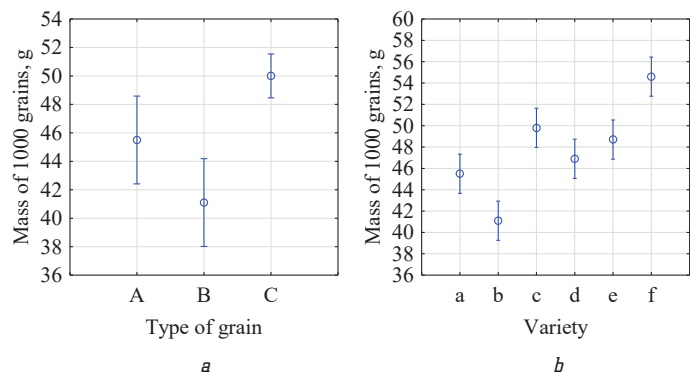 Mass of 1000 grains, g
54
52
50
48
46
44
42
40
38
36
A B C
Type of grain
a
Mass of 1000 grains, g
60
58
56
54
52
50
48
46
44
42
40
38
36
a b c d e f
Variety
b